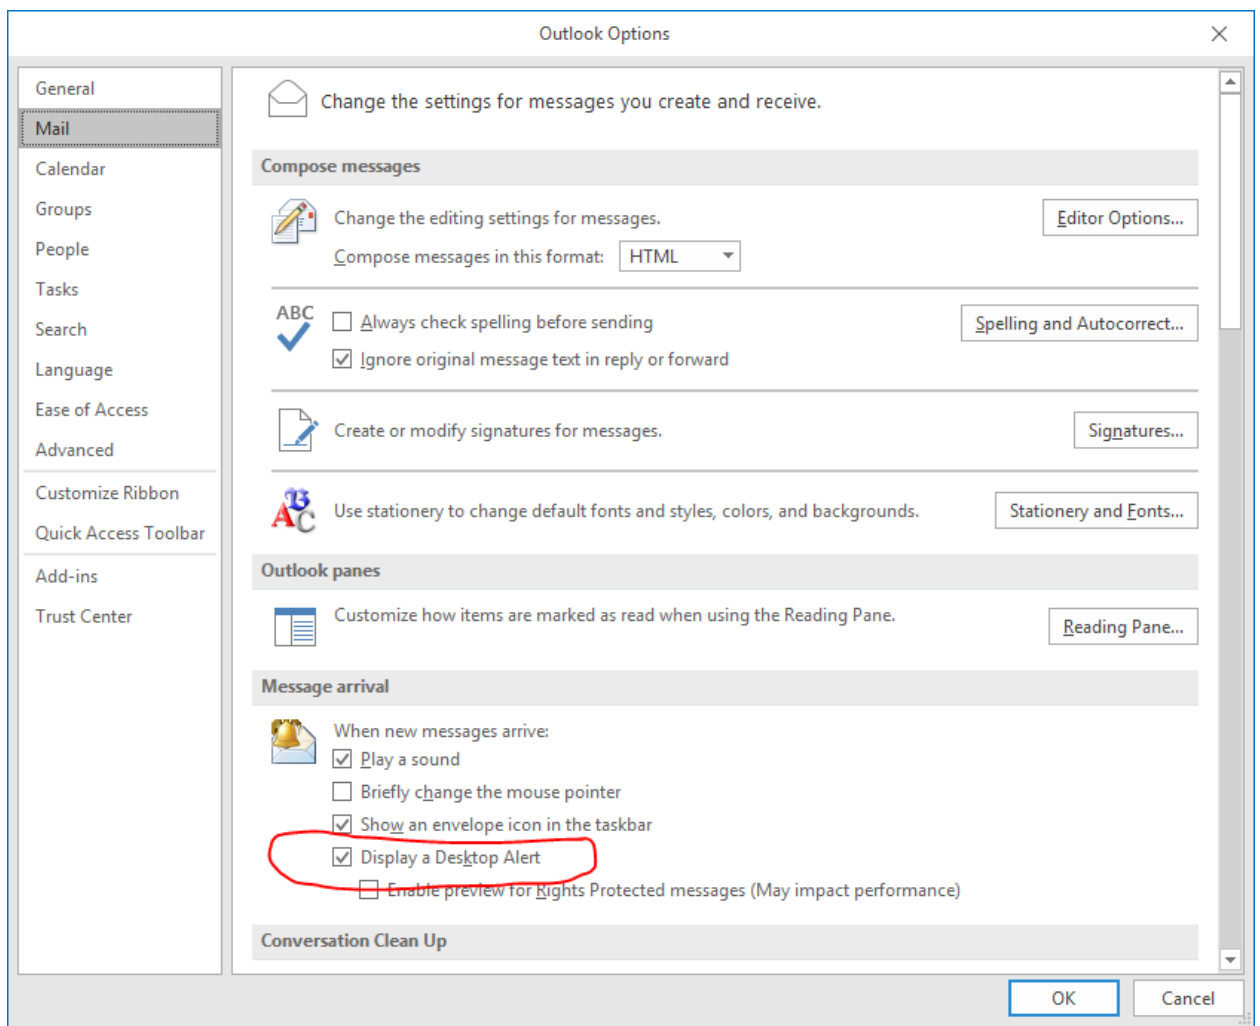 Outlook Options
General
Mail
Calendar
Groups
People
Tasks
Search
Language
Ease of Access
Advanced
Customize Ribbon
Quick Access Toolbar
Add-ins
Trust Center
Change the settings for messages you create and receive.
Compose messages
Change the editing settings for messages.
Editor Options...
Compose messages in this format: HTML
ABC
Always check spelling before sending
Spelling and Autocorrect...
Ignore original message text in reply or forward
Create or modify signatures for messages.
Signatures...
Use stationery to change default fonts and styles, colors, and backgrounds.
Stationery and Fonts...
Outlook panes
Customize how items are marked as read when using the Reading Pane.
Reading Pane...
Message arrival
When new messages arrive:
Play a sound
Briefly change the mouse pointer
Show an envelope icon in the taskbar
Display a Desktop Alert
Enable preview for Rights Protected messages (May impact performance)
Conversation Clean Up
OK
Cancel